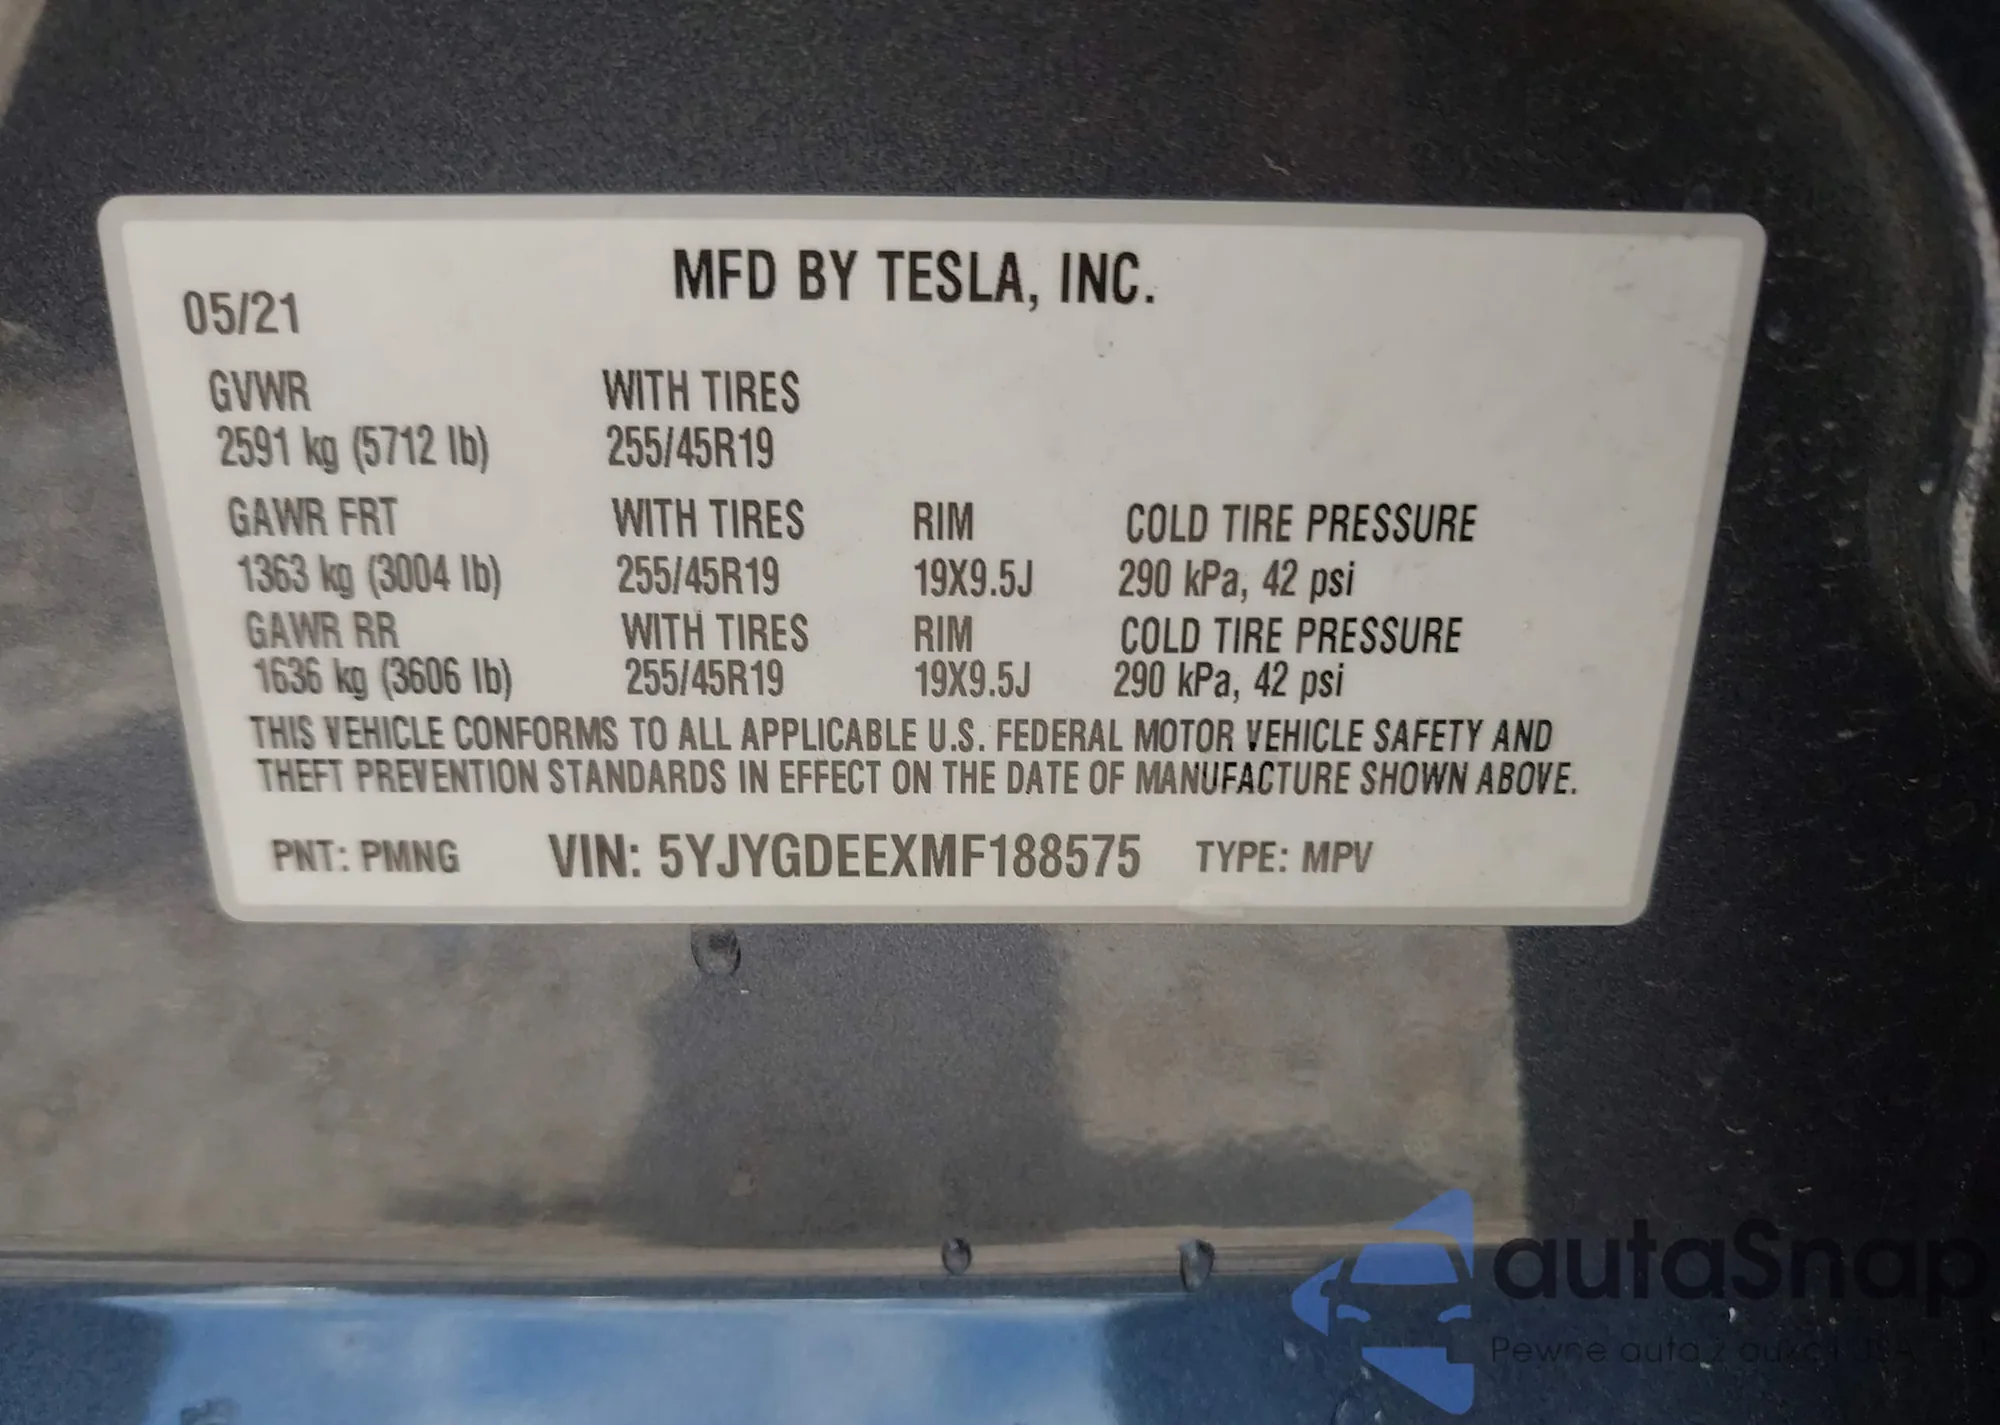 MFD BY TESLA, INC.
05/21
GVWR WITH TIRES
2591 kg (5712 lb) 255/45R19
GAWR FRT WITH TIRES RIM COLD TIRE PRESSURE
1363 kg (3004 lb) 255/45R19 19X9.5J 290 kPa, 42 psi
GAWR RR WITH TIRES RIM COLD TIRE PRESSURE
1636 kg (3606 lb) 255/45R19 19X9.5J 290 kPa, 42 psi
THIS VEHICLE CONFORMS TO ALL APPLICABLE U.S. FEDERAL MOTOR VEHICLE SAFETY AND
THEFT PREVENTION STANDARDS IN EFFECT ON THE DATE OF MANUFACTURE SHOWN ABOVE.
PNT: PMNG VIN: 5YJYGDEEXMF188575 TYPE: MPV
autaSnap
Pewne auta z aukcji USA